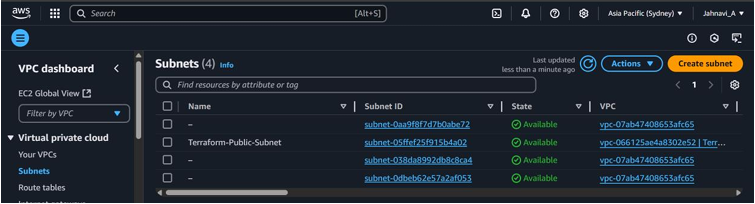 aws Search [Alt+S] Asia Pacific (Sydney) ▼ Jahnavi_A ▼
VPC dashboard
EC2 Global View
Filter by VPC
Virtual private cloud
Your VPCs
Subnets
Route tables
Subnets (4) Info
Last updated
less than a minute ago
Actions ▼
Create subnet
Find resources by attribute or tag
1
Name Subnet ID State VPC
– subnet-0aa9f8f7d7b0abe72 Available vpc-07ab47408653afc65
Terraform-Public-Subnet subnet-05ffef25f915b4a02 Available vpc-066125ae4a8302e52 | Terr...
– subnet-038da8992db8c8ca4 Available vpc-07ab47408653afc65
– subnet-0dbeb62e57a2af053 Available vpc-07ab47408653afc65